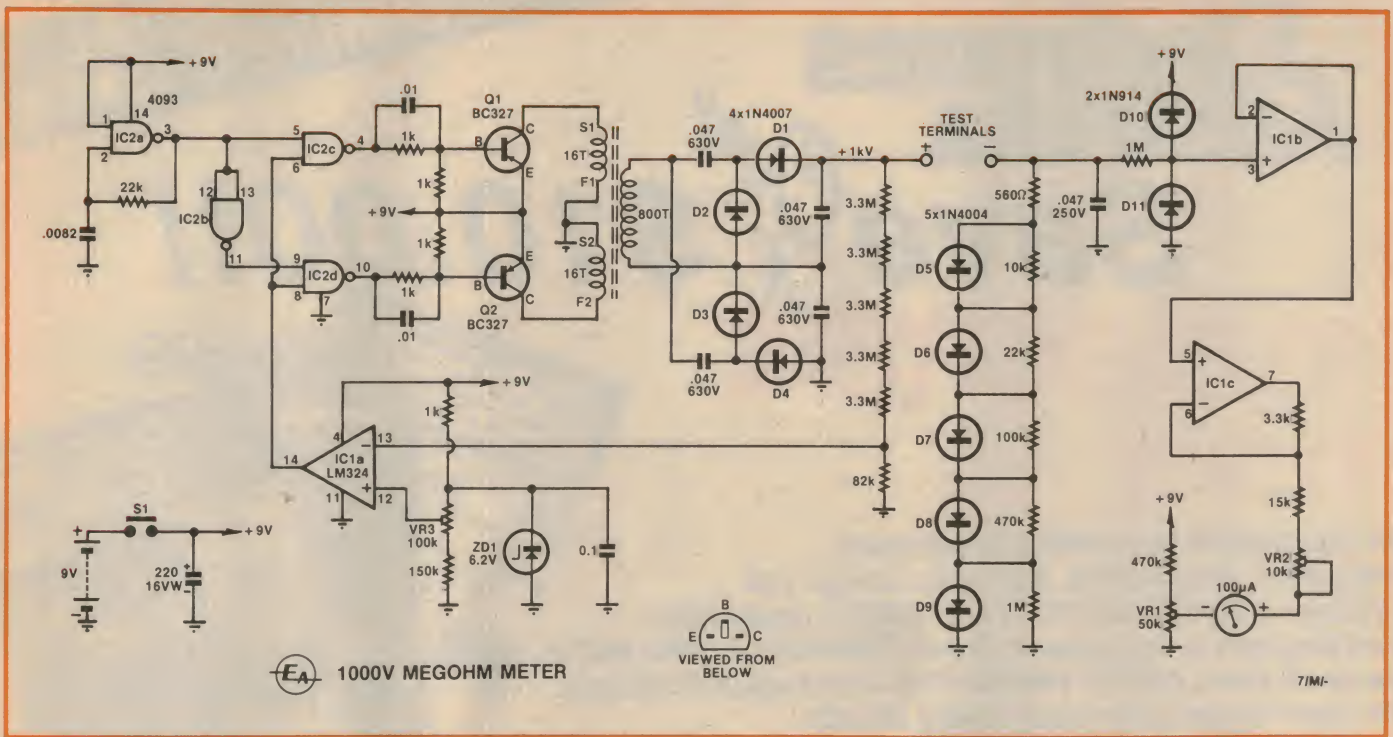 +9V
4093
14
1
IC2a
3
2
22k
.0082
12
13
IC2b
11
5
IC2c
4
6
9
IC2d
10
8
7
.01
1k
B
Q1
BC327
C
E
1k
+9V
1k
1k
B
E
C
Q2
BC327
.01
S1
16T
F1
S2
16T
F2
800T
.047
630V
4x1N4007
D1
D2
.047
630V
D3
.047
630V
.047
630V
D4
+1kV
3.3M
3.3M
3.3M
3.3M
3.3M
82k
TEST
TERMINALS
+
-
560Ω
5x1N4004
D5
10k
D6
22k
D7
100k
D8
470k
D9
1M
.047
250V
1M
+9V
2x1N914
D10
D11
2
-
IC1b
1
+
3
5
+
IC1c
7
-
6
3.3k
15k
VR2
10k
+9V
470k
VR1
50k
100µA
-
+
+9V
1k
4
13
-
14
IC1a
LM324
+
12
11
VR3
100k
150k
ZD1
6.2V
0.1
S1
+9V
+
9V
-
220
16VW
+
-
EA 1000V MEGOHM METER
B
E
C
VIEWED FROM
BELOW
7/M/-